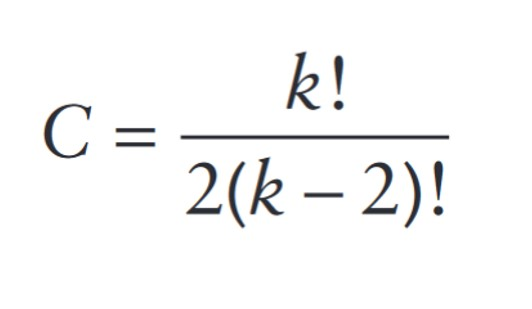 C = k! / 2(k − 2)!